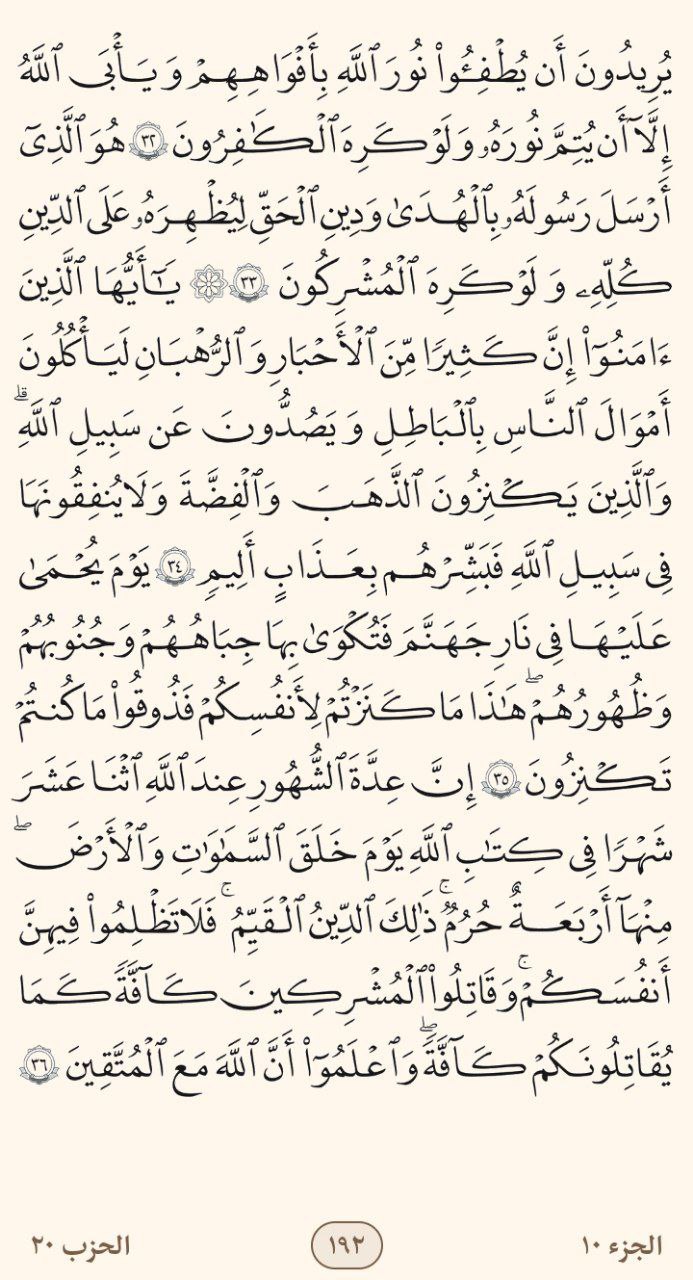 يُرِيدُونَ أَن يُطْفِـُٔوا۟ نُورَ ٱللَّهِ بِأَفْوَٰهِهِمْ وَيَأْبَى ٱللَّهُ
إِلَّآ أَن يُتِمَّ نُورَهُۥ وَلَوْ كَرِهَ ٱلْكَـٰفِرُونَ ٣٢ هُوَ ٱلَّذِىٓ
أَرْسَلَ رَسُولَهُۥ بِٱلْهُدَىٰ وَدِينِ ٱلْحَقِّ لِيُظْهِرَهُۥ عَلَى ٱلدِّينِ
كُلِّهِۦ وَلَوْ كَرِهَ ٱلْمُشْرِكُونَ ٣٣ ۞ يَـٰٓأَيُّهَا ٱلَّذِينَ
ءَامَنُوٓا۟ إِنَّ كَثِيرًا مِّنَ ٱلْأَحْبَارِ وَٱلرُّهْبَانِ لَيَأْكُلُونَ
أَمْوَٰلَ ٱلنَّاسِ بِٱلْبَـٰطِلِ وَيَصُدُّونَ عَن سَبِيلِ ٱللَّهِ ۗ
وَٱلَّذِينَ يَكْنِزُونَ ٱلذَّهَبَ وَٱلْفِضَّةَ وَلَا يُنفِقُونَهَا
فِى سَبِيلِ ٱللَّهِ فَبَشِّرْهُم بِعَذَابٍ أَلِيمٍ ٣٤ يَوْمَ يُحْمَىٰ
عَلَيْهَا فِى نَارِ جَهَنَّمَ فَتُكْوَىٰ بِهَا جِبَاهُهُمْ وَجُنُوبُهُمْ
وَظُهُورُهُمْ ۖ هَـٰذَا مَا كَنَزْتُمْ لِأَنفُسِكُمْ فَذُوقُوا۟ مَا كُنتُمْ
تَكْنِزُونَ ٣٥ إِنَّ عِدَّةَ ٱلشُّهُورِ عِندَ ٱللَّهِ ٱثْنَا عَشَرَ
شَهْرًا فِى كِتَـٰبِ ٱللَّهِ يَوْمَ خَلَقَ ٱلسَّمَـٰوَٰتِ وَٱلْأَرْضَ ۖ
مِنْهَآ أَرْبَعَةٌ حُرُمٌ ۚ ذَٰلِكَ ٱلدِّينُ ٱلْقَيِّمُ ۚ فَلَا تَظْلِمُوا۟ فِيهِنَّ
أَنفُسَكُمْ ۚ وَقَـٰتِلُوا۟ ٱلْمُشْرِكِينَ كَآفَّةً كَمَا
يُقَـٰتِلُونَكُمْ كَآفَّةً ۖ وَٱعْلَمُوٓا۟ أَنَّ ٱللَّهَ مَعَ ٱلْمُتَّقِينَ ٣٦
الجزء ١٠ ١٩٢ الحزب ٢٠